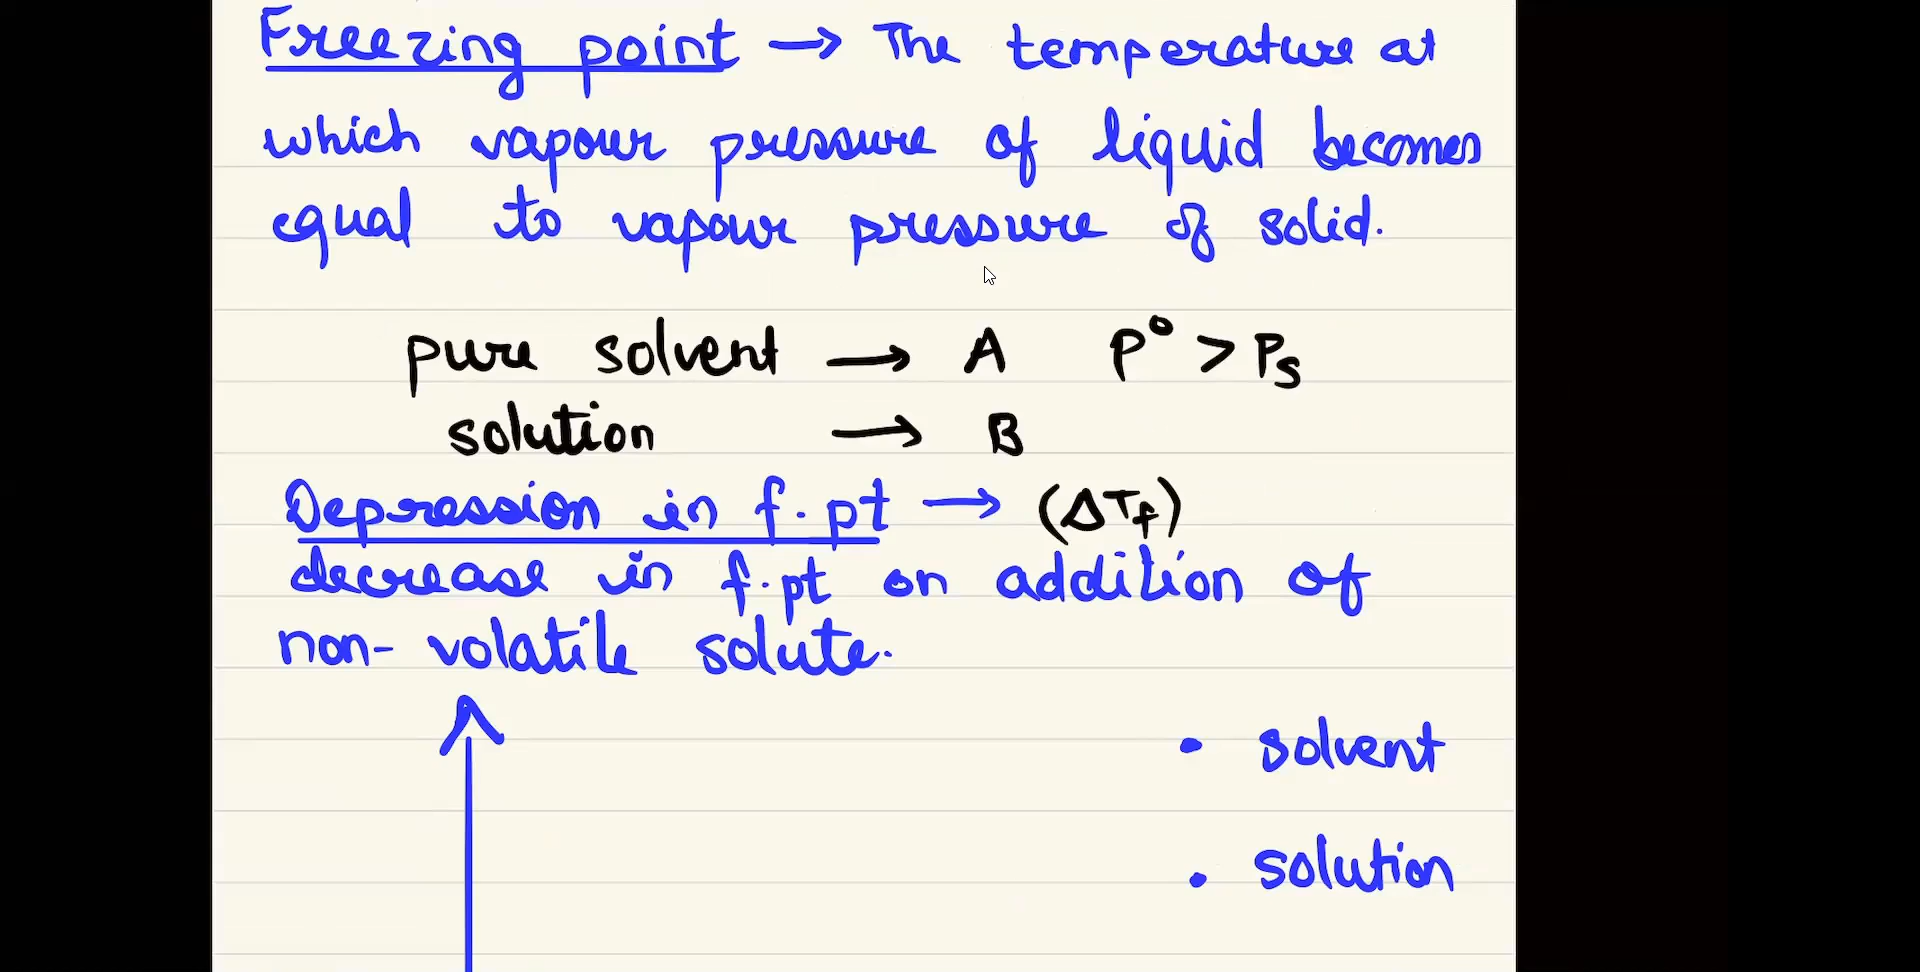 Freezing point → The temperature at
which vapour pressure of liquid becomes
equal to vapour pressure of solid.
pure solvent → A P° > Ps
solution → B
Depression in f.pt → (ΔTf)
decrease in f.pt on addition of
non-volatile solute.
• solvent
• solution